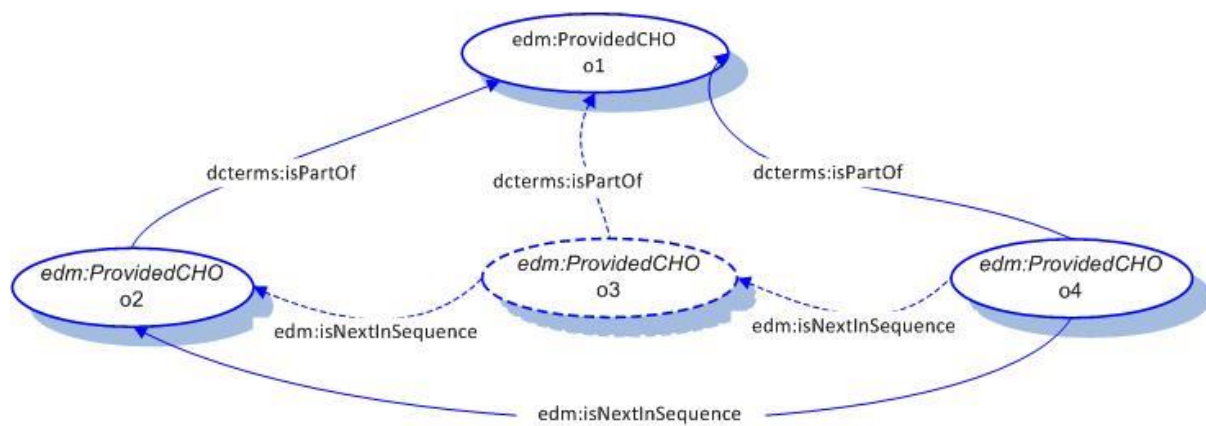 edm:ProvidedCHO
o1
dcterms:isPartOf
dcterms:isPartOf
dcterms:isPartOf
edm:ProvidedCHO
o2
edm:ProvidedCHO
o3
edm:ProvidedCHO
o4
edm:isNextInSequence
edm:isNextInSequence
edm:isNextInSequence